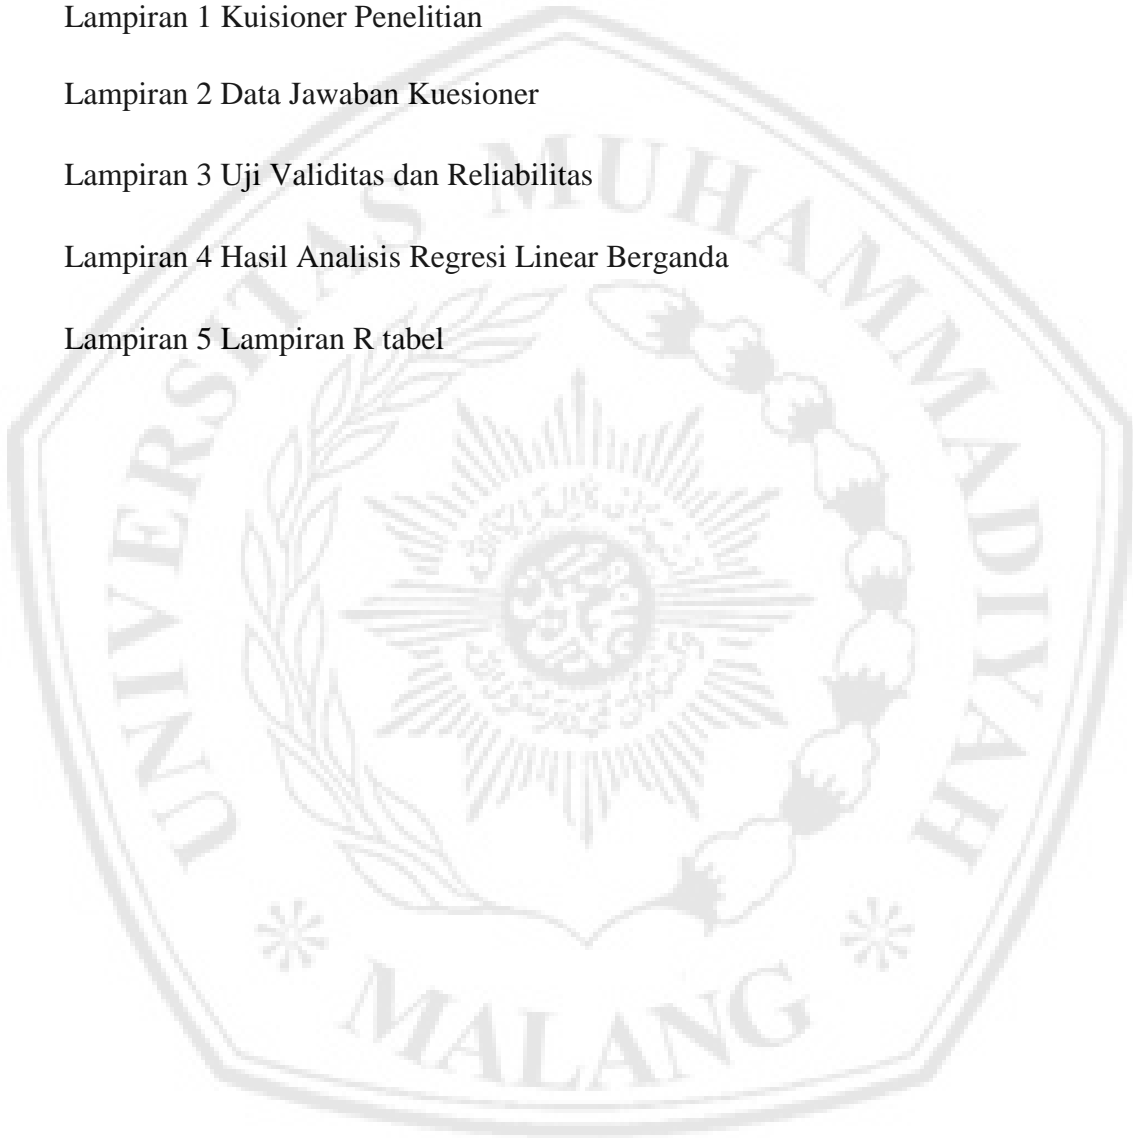 Lampiran 1 Kuisioner Penelitian
Lampiran 2 Data Jawaban Kuesioner
Lampiran 3 Uji Validitas dan Reliabilitas
Lampiran 4 Hasil Analisis Regresi Linear Berganda
Lampiran 5 Lampiran R tabel
UNIVERSITAS MUHAMMADIYAH
MALANG